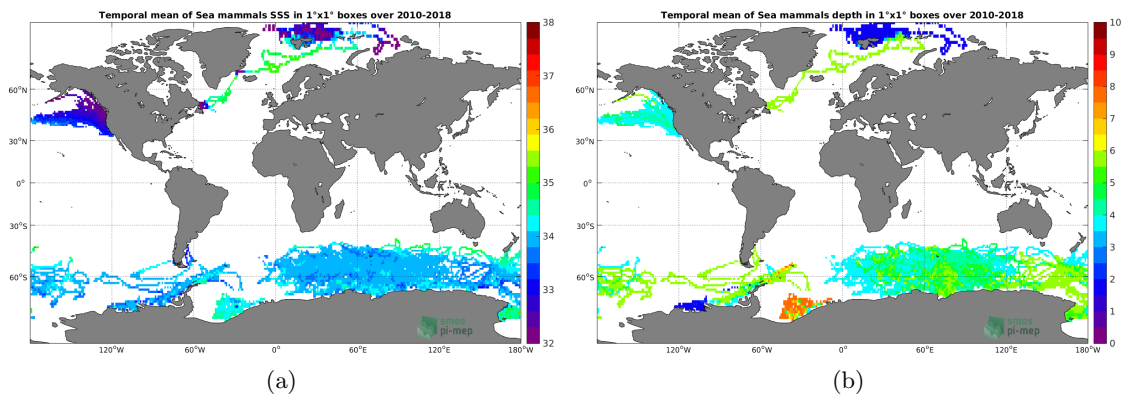 Temporal mean of Sea mammals SSS in 1°x1° boxes over 2010-2018
38
37
36
35
34
33
32
60°N
30°N
0°
30°S
60°S
120°W
60°W
0°E
60°E
120°E
180°W
smos
pi-mep
(a)
Temporal mean of Sea mammals depth in 1°x1° boxes over 2010-2018
10
9
8
7
6
5
4
3
2
1
0
60°N
30°N
0°
30°S
60°S
120°W
60°W
0°E
60°E
120°E
180°W
smos
pi-mep
(b)